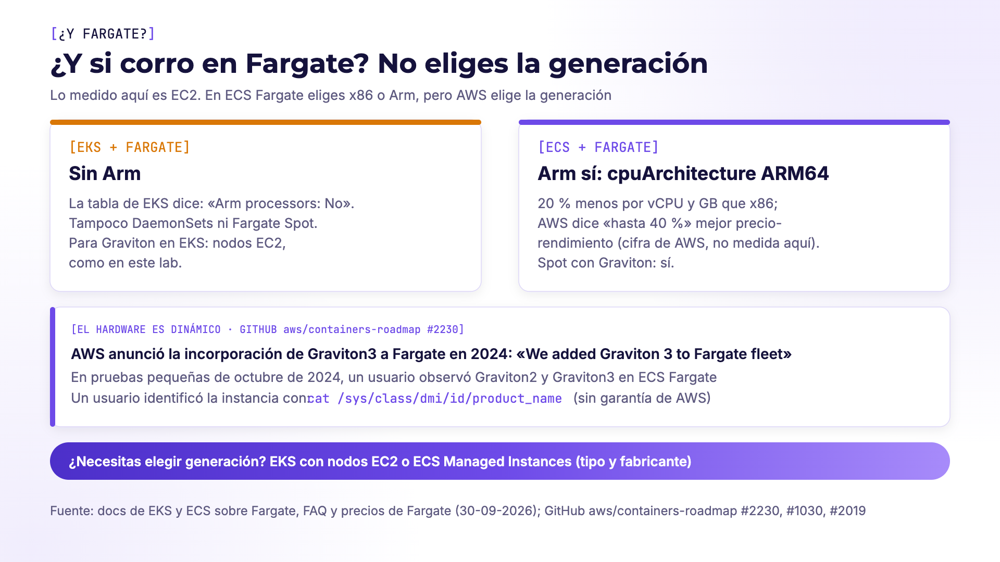 [¿Y FARGATE?]
¿Y si corro en Fargate? No eliges la generación
Lo medido aquí es EC2. En ECS Fargate eliges x86 o Arm, pero AWS elige la generación
[EKS + FARGATE]
Sin Arm
La tabla de EKS dice: «Arm processors: No».
Tampoco DaemonSets ni Fargate Spot.
Para Graviton en EKS: nodos EC2,
como en este lab.
[ECS + FARGATE]
Arm sí: cpuArchitecture ARM64
20 % menos por vCPU y GB que x86;
AWS dice «hasta 40 %» mejor precio-
rendimiento (cifra de AWS, no medida aquí).
Spot con Graviton: sí.
[EL HARDWARE ES DINÁMICO · GITHUB aws/containers-roadmap #2230]
AWS anunció la incorporación de Graviton3 a Fargate en 2024: «We added Graviton 3 to Fargate fleet»
En pruebas pequeñas de octubre de 2024, un usuario observó Graviton2 y Graviton3 en ECS Fargate
Un usuario identificó la instancia con: cat /sys/class/dmi/id/product_name (sin garantía de AWS)
¿Necesitas elegir generación? EKS con nodos EC2 o ECS Managed Instances (tipo y fabricante)
Fuente: docs de EKS y ECS sobre Fargate, FAQ y precios de Fargate (30-09-2026); GitHub aws/containers-roadmap #2230, #1030, #2019